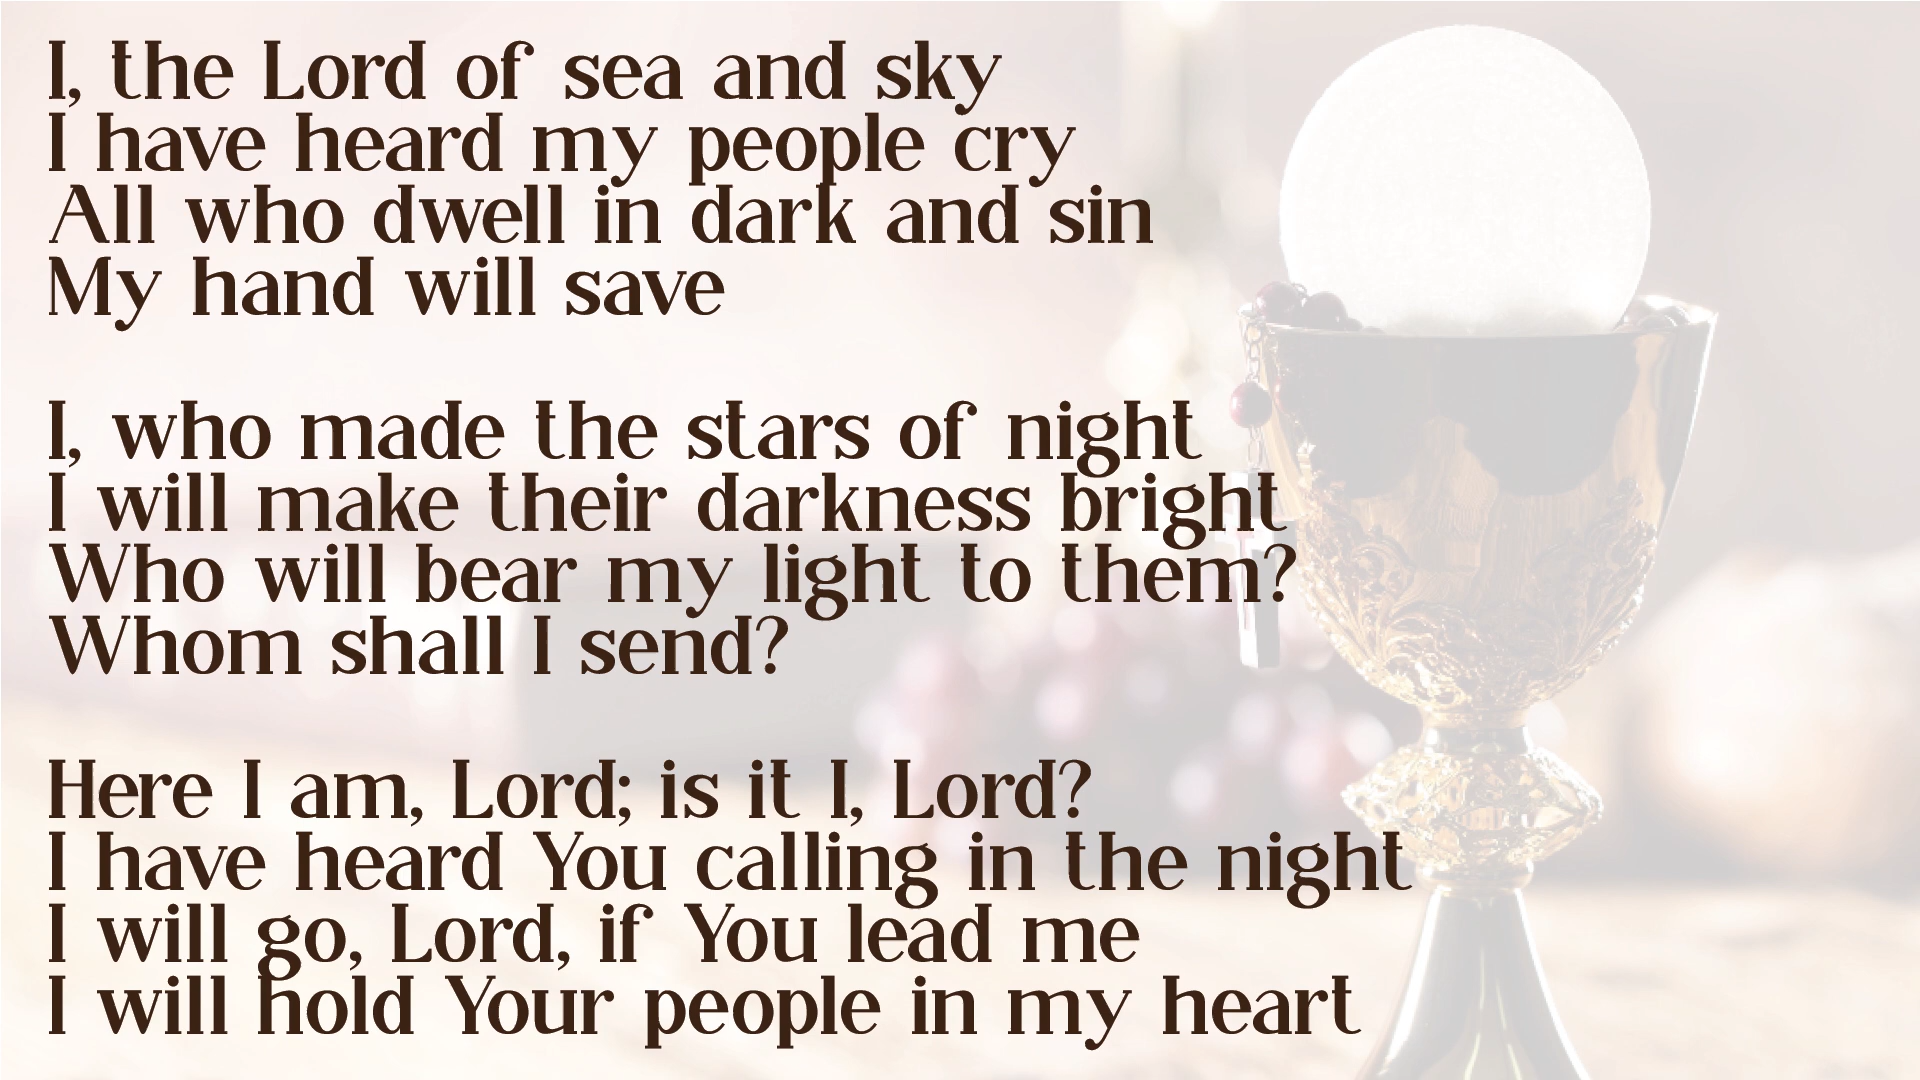 I, the Lord of sea and sky
I have heard my people cry
All who dwell in dark and sin
My hand will save
I, who made the stars of night
I will make their darkness bright
Who will bear my light to them?
Whom shall I send?
Here I am, Lord; is it I, Lord?
I have heard You calling in the night
I will go, Lord, if You lead me
I will hold Your people in my heart